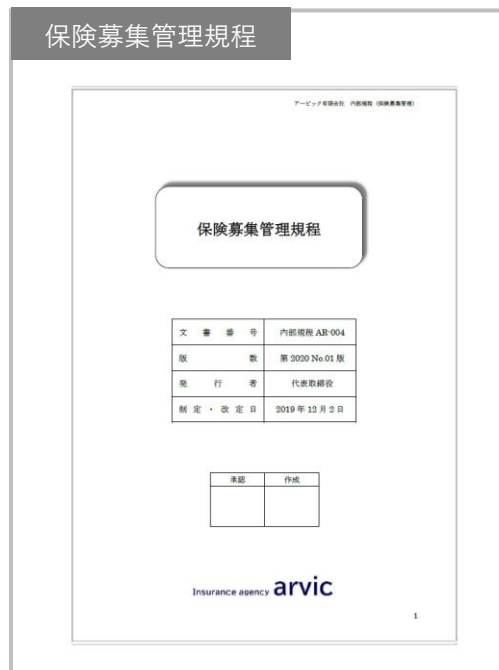 保険募集管理規程
アービック有限会社 内部規程（保険募集管理）
保険募集管理規程
文書番号 内部規程 AR-004
版数 第 2020 No.01 版
発行者 代表取締役
制定・改定日 2019 年 12 月 2 日
承認 作成
Insurance agency arvic
1